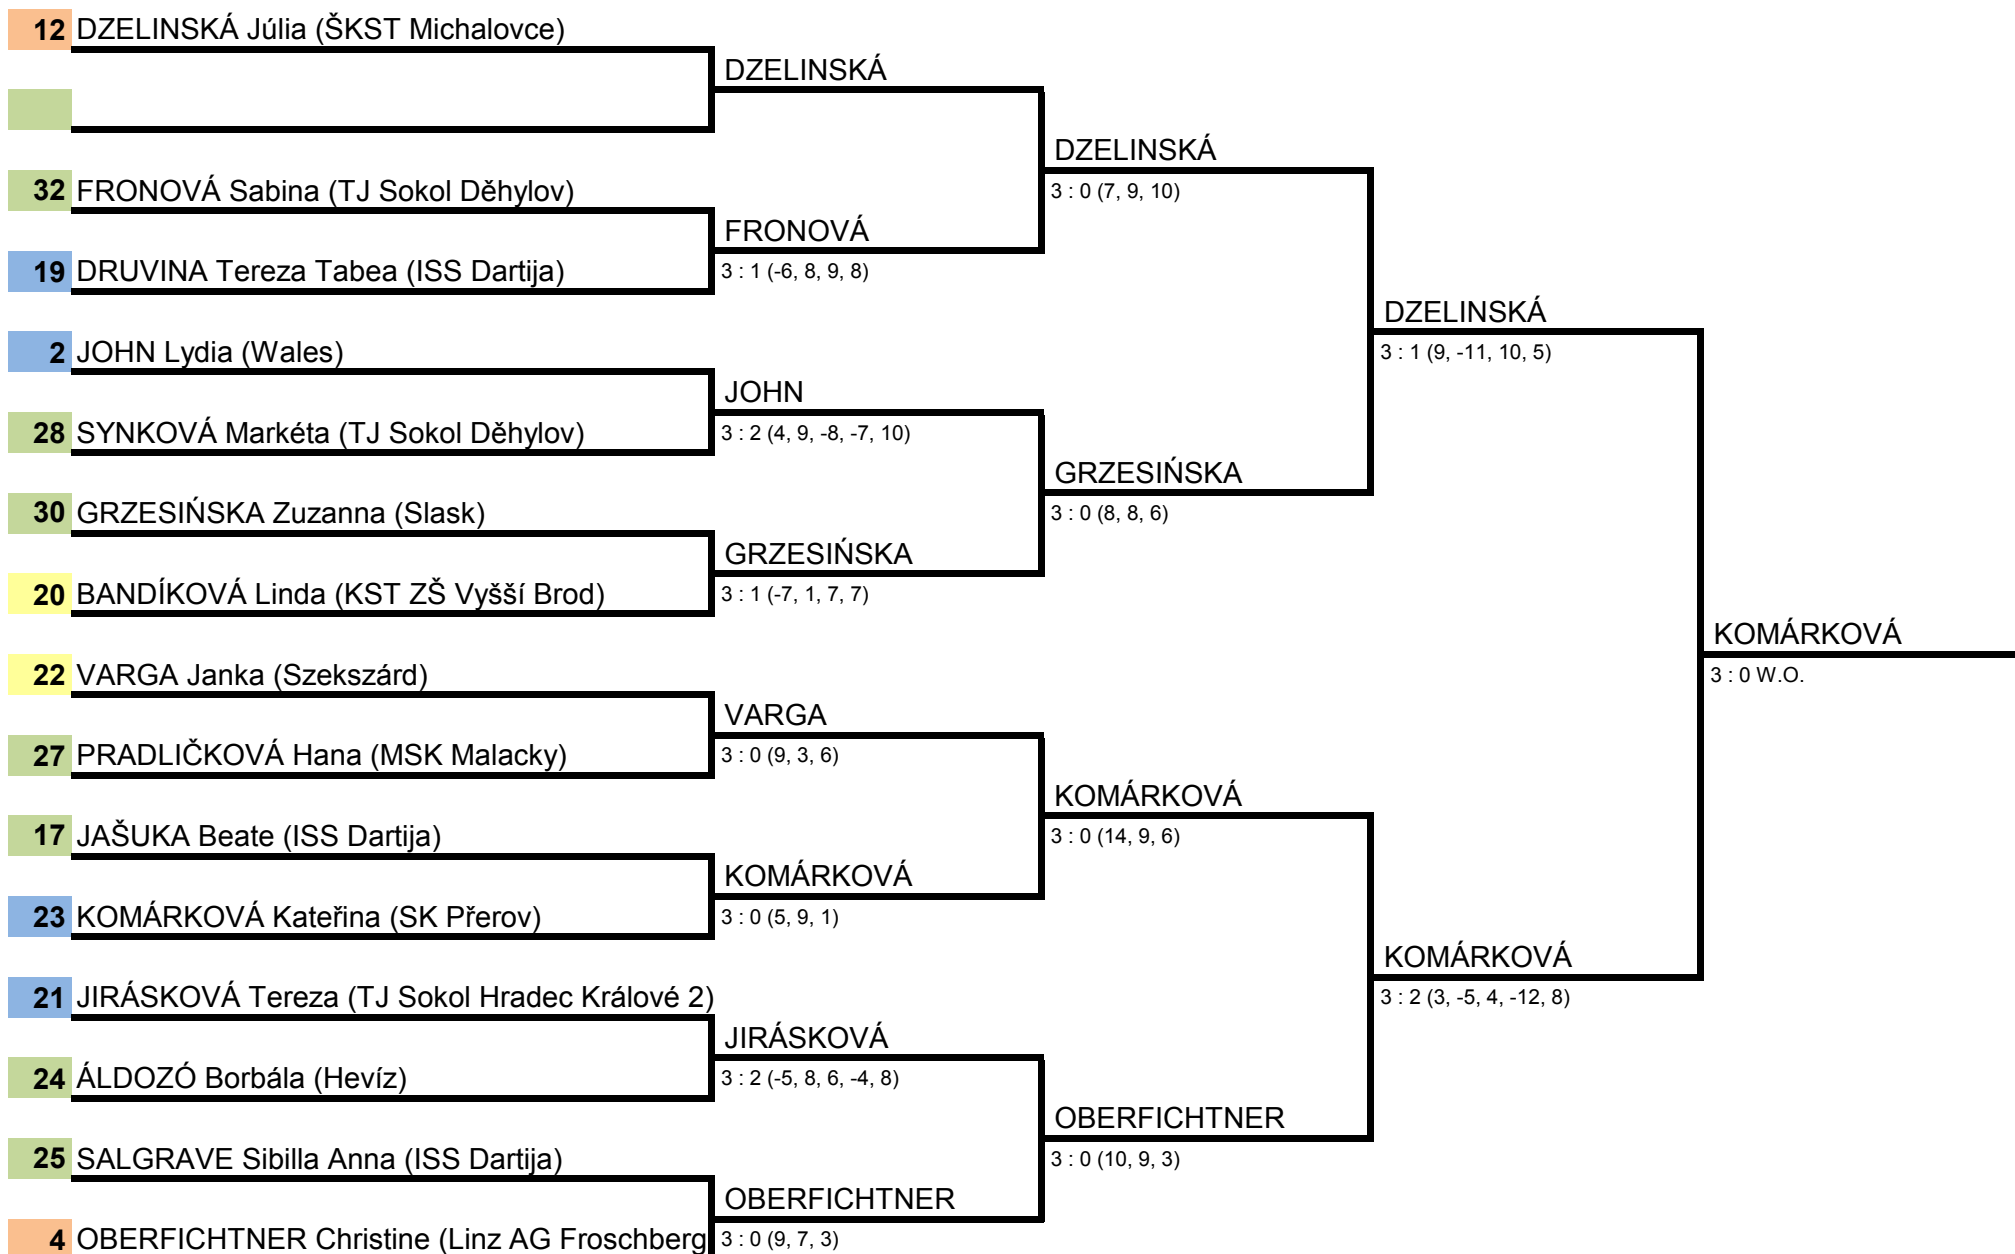 12 DZELINSKÁ Júlia (ŠKST Michalovce)
DZELINSKÁ
DZELINSKÁ
32 FRONOVÁ Sabina (TJ Sokol Děhylov)
3 : 0 (7, 9, 10)
FRONOVÁ
19 DRUVINA Tereza Tabea (ISS Dartija)
3 : 1 (-6, 8, 9, 8)
DZELINSKÁ
2 JOHN Lydia (Wales)
3 : 1 (9, -11, 10, 5)
JOHN
28 SYNKOVÁ Markéta (TJ Sokol Děhylov)
3 : 2 (4, 9, -8, -7, 10)
GRZESIŃSKA
30 GRZESIŃSKA Zuzanna (Slask)
3 : 0 (8, 8, 6)
GRZESIŃSKA
20 BANDÍKOVÁ Linda (KST ZŠ Vyšší Brod)
3 : 1 (-7, 1, 7, 7)
KOMÁRKOVÁ
22 VARGA Janka (Szekszárd)
3 : 0 W.O.
VARGA
27 PRADLIČKOVÁ Hana (MSK Malacky)
3 : 0 (9, 3, 6)
KOMÁRKOVÁ
17 JAŠUKA Beate (ISS Dartija)
3 : 0 (14, 9, 6)
KOMÁRKOVÁ
23 KOMÁRKOVÁ Kateřina (SK Přerov)
3 : 0 (5, 9, 1)
KOMÁRKOVÁ
21 JIRÁSKOVÁ Tereza (TJ Sokol Hradec Králové 2)
3 : 2 (3, -5, 4, -12, 8)
JIRÁSKOVÁ
24 ÁLDOZÓ Borbála (Hevíz)
3 : 2 (-5, 8, 6, -4, 8)
OBERFICHTNER
25 SALGRAVE Sibilla Anna (ISS Dartija)
3 : 0 (10, 9, 3)
OBERFICHTNER
4 OBERFICHTNER Christine (Linz AG Froschberg
3 : 0 (9, 7, 3)